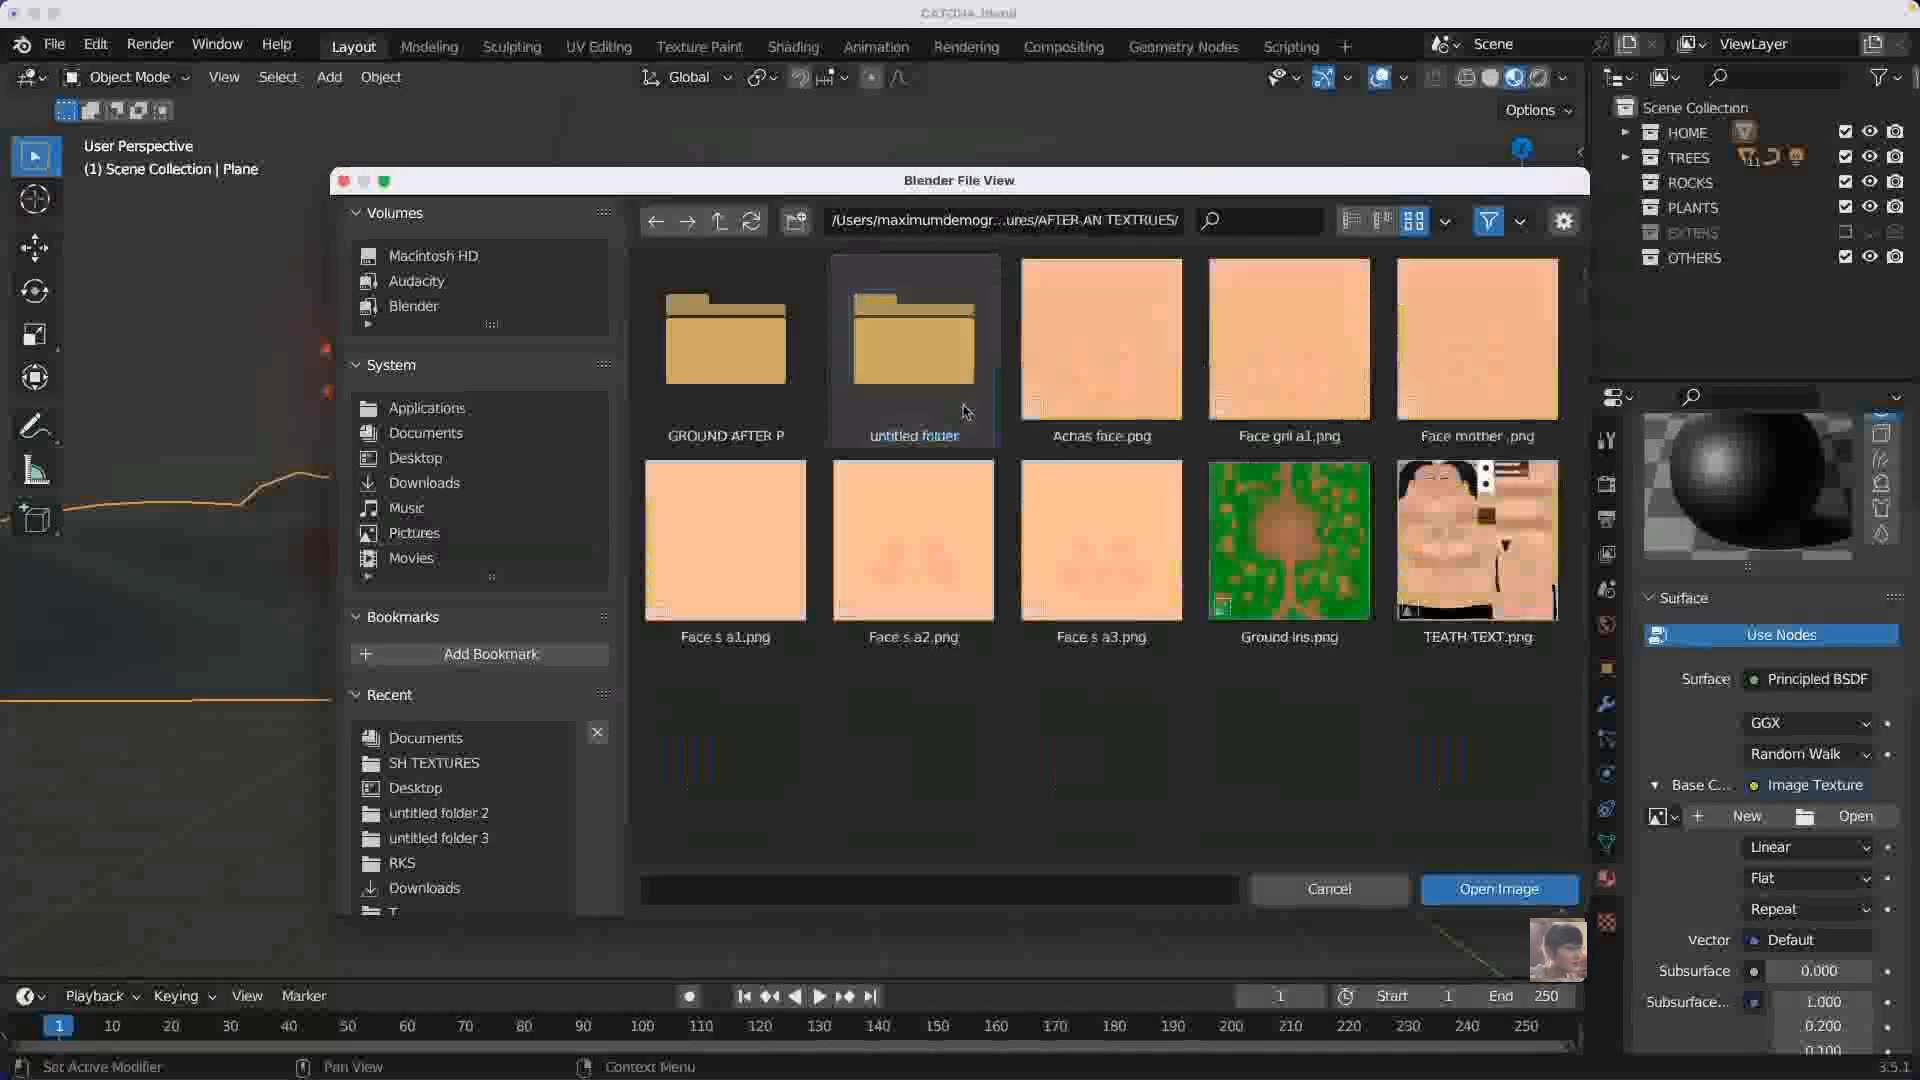 CATCHA.blend
File Edit Render Window Help Layout Modeling Sculpting UV Editing Texture Paint Shading Animation Rendering Compositing Geometry Nodes Scripting + Scene ViewLayer
Object Mode View Select Add Object Global
Options
User Perspective
(1) Scene Collection | Plane
Scene Collection
HOME
TREES 11
ROCKS
PLANTS
EXTERS
OTHERS
Blender File View
Volumes
Macintosh HD
Audacity
Blender
System
Applications
Documents
Desktop
Downloads
Music
Pictures
Movies
Bookmarks
+ Add Bookmark
Recent
Documents
SH TEXTURES
Desktop
untitled folder 2
untitled folder 3
RKS
Downloads
/Users/maximumdemogr...ures/AFTER AN TEXTRUES/
GROUND AFTER P untitled folder Achas face.png Face gril a1.png Face mother .png
Face s a1.png Face s a2.png Face s a3.png Ground ins.png TEATH TEXT.png
Cancel Open Image
Surface
Use Nodes
Surface Principled BSDF
GGX
Random Walk
Base C... Image Texture
+ New Open
Linear
Flat
Repeat
Vector Default
Subsurface 0.000
Subsurface... 1.000
0.200
0.100
Playback Keying View Marker 1 Start 1 End 250
1 10 20 30 40 50 60 70 80 90 100 110 120 130 140 150 160 170 180 190 200 210 220 230 240 250
Set Active Modifier Pan View Context Menu 3.5.1